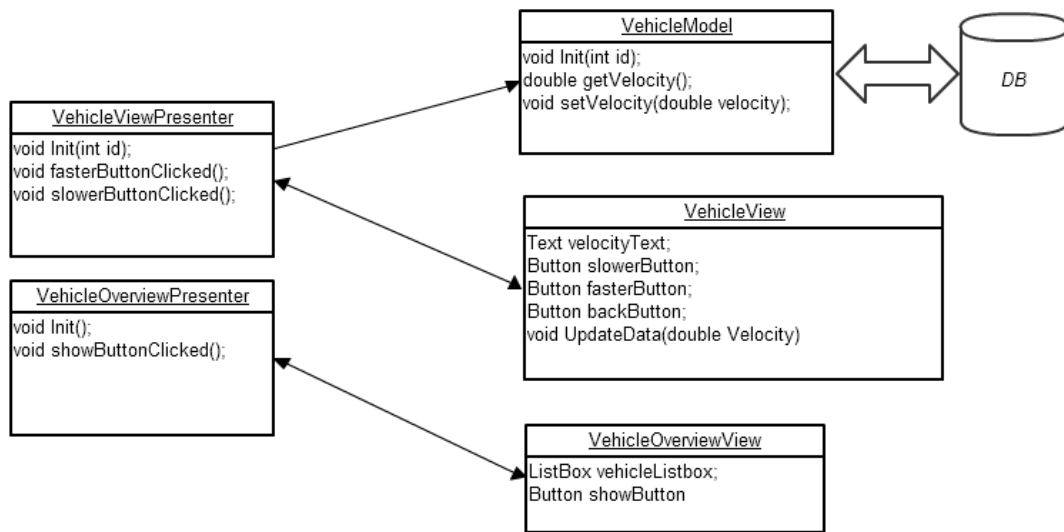 VehicleModel
void Init(int id);
double getVelocity();
void setVelocity(double velocity);
DB
VehicleViewPresenter
void Init(int id);
void fasterButtonClicked();
void slowerButtonClicked();
VehicleView
Text velocityText;
Button slowerButton;
Button fasterButton;
Button backButton;
void UpdateData(double Velocity)
VehicleOverviewPresenter
void Init();
void showButtonClicked();
VehicleOverviewView
ListBox vehicleListbox;
Button showButton